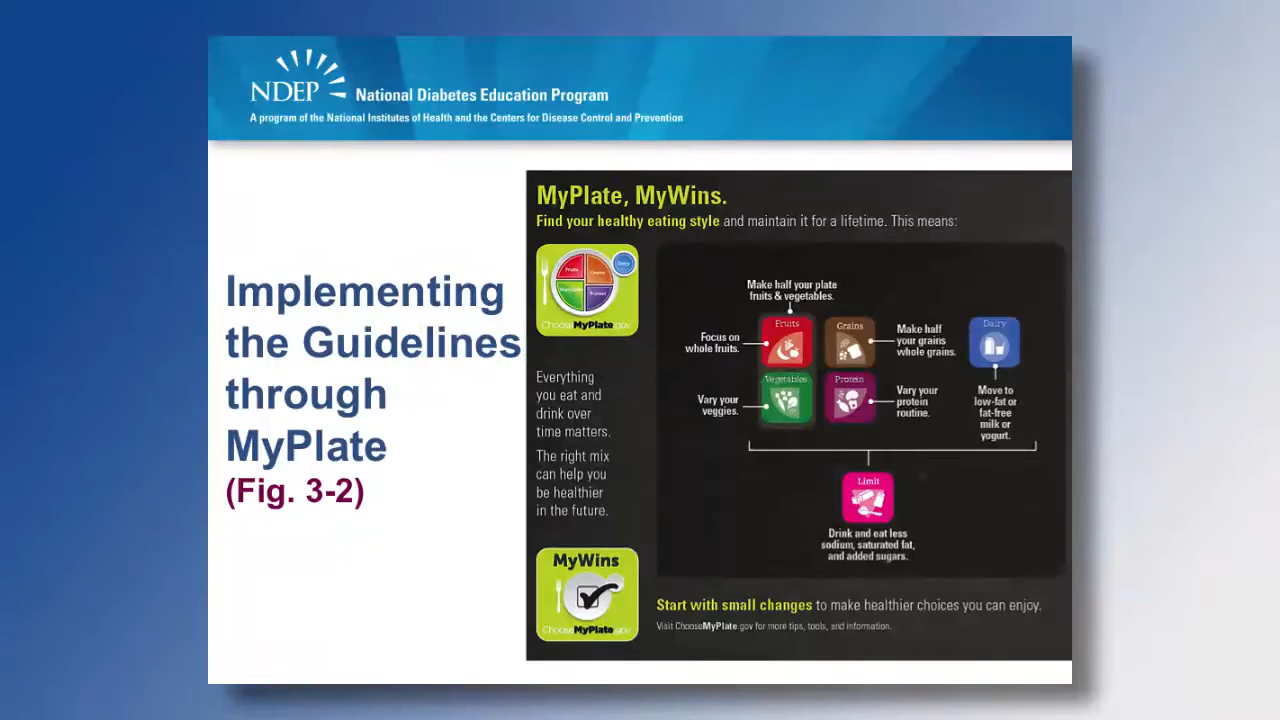 NDEP
National Diabetes Education Program
A program of the National Institutes of Health and the Centers for Disease Control and Prevention
Implementing
the Guidelines
through
MyPlate
(Fig. 3-2)
MyPlate, MyWins.
Find your healthy eating style and maintain it for a lifetime. This means:
Fruits
Grains
Dairy
Vegetables
Protein
ChooseMyPlate.gov
Everything
you eat and
drink over
time matters.
The right mix
can help you
be healthier
in the future.
MyWins
ChooseMyPlate.gov
Make half your plate
fruits & vegetables.
Focus on
whole fruits.
Fruits
Grains
Make half
your grains
whole grains.
Dairy
Vary your
veggies.
Vegetables
Protein
Vary your
protein
routine.
Move to
low-fat or
fat-free
milk or
yogurt.
Limit
Drink and eat less
sodium, saturated fat,
and added sugars.
Start with small changes to make healthier choices you can enjoy.
Visit ChooseMyPlate.gov for more tips, tools, and information.